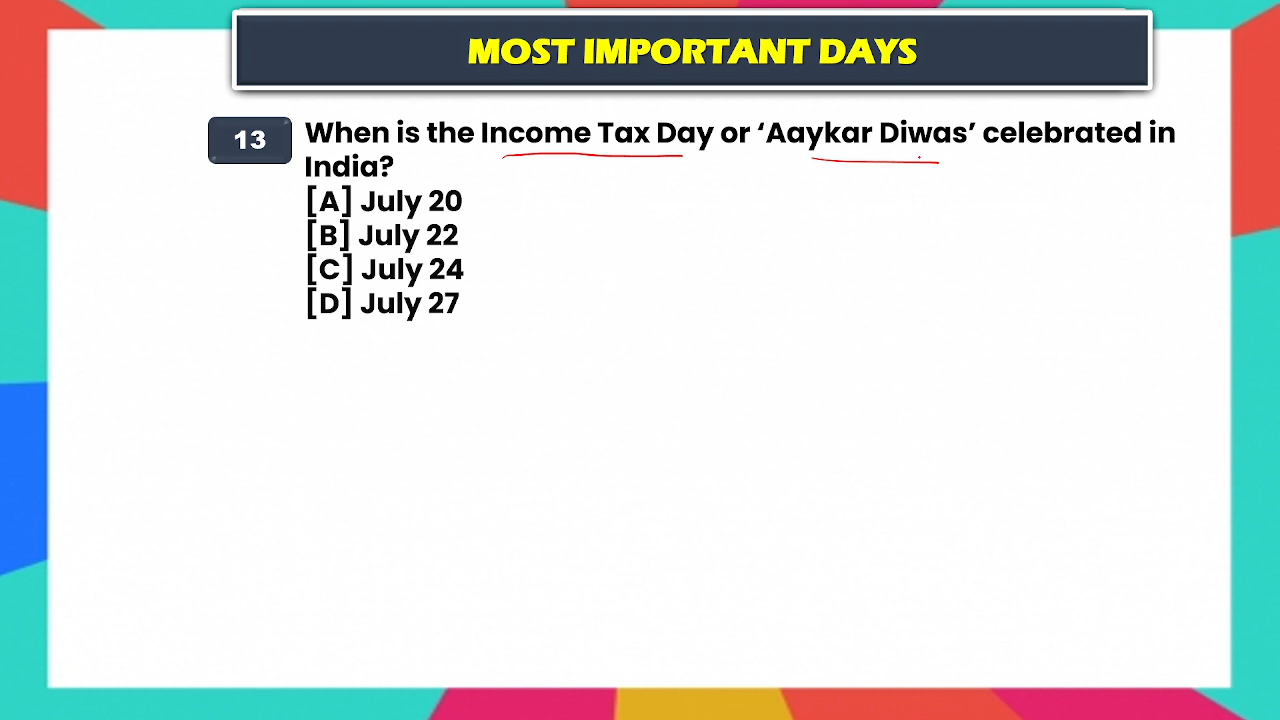 MOST IMPORTANT DAYS
13
When is the Income Tax Day or ‘Aaykar Diwas’ celebrated in
India?
[A] July 20
[B] July 22
[C] July 24
[D] July 27